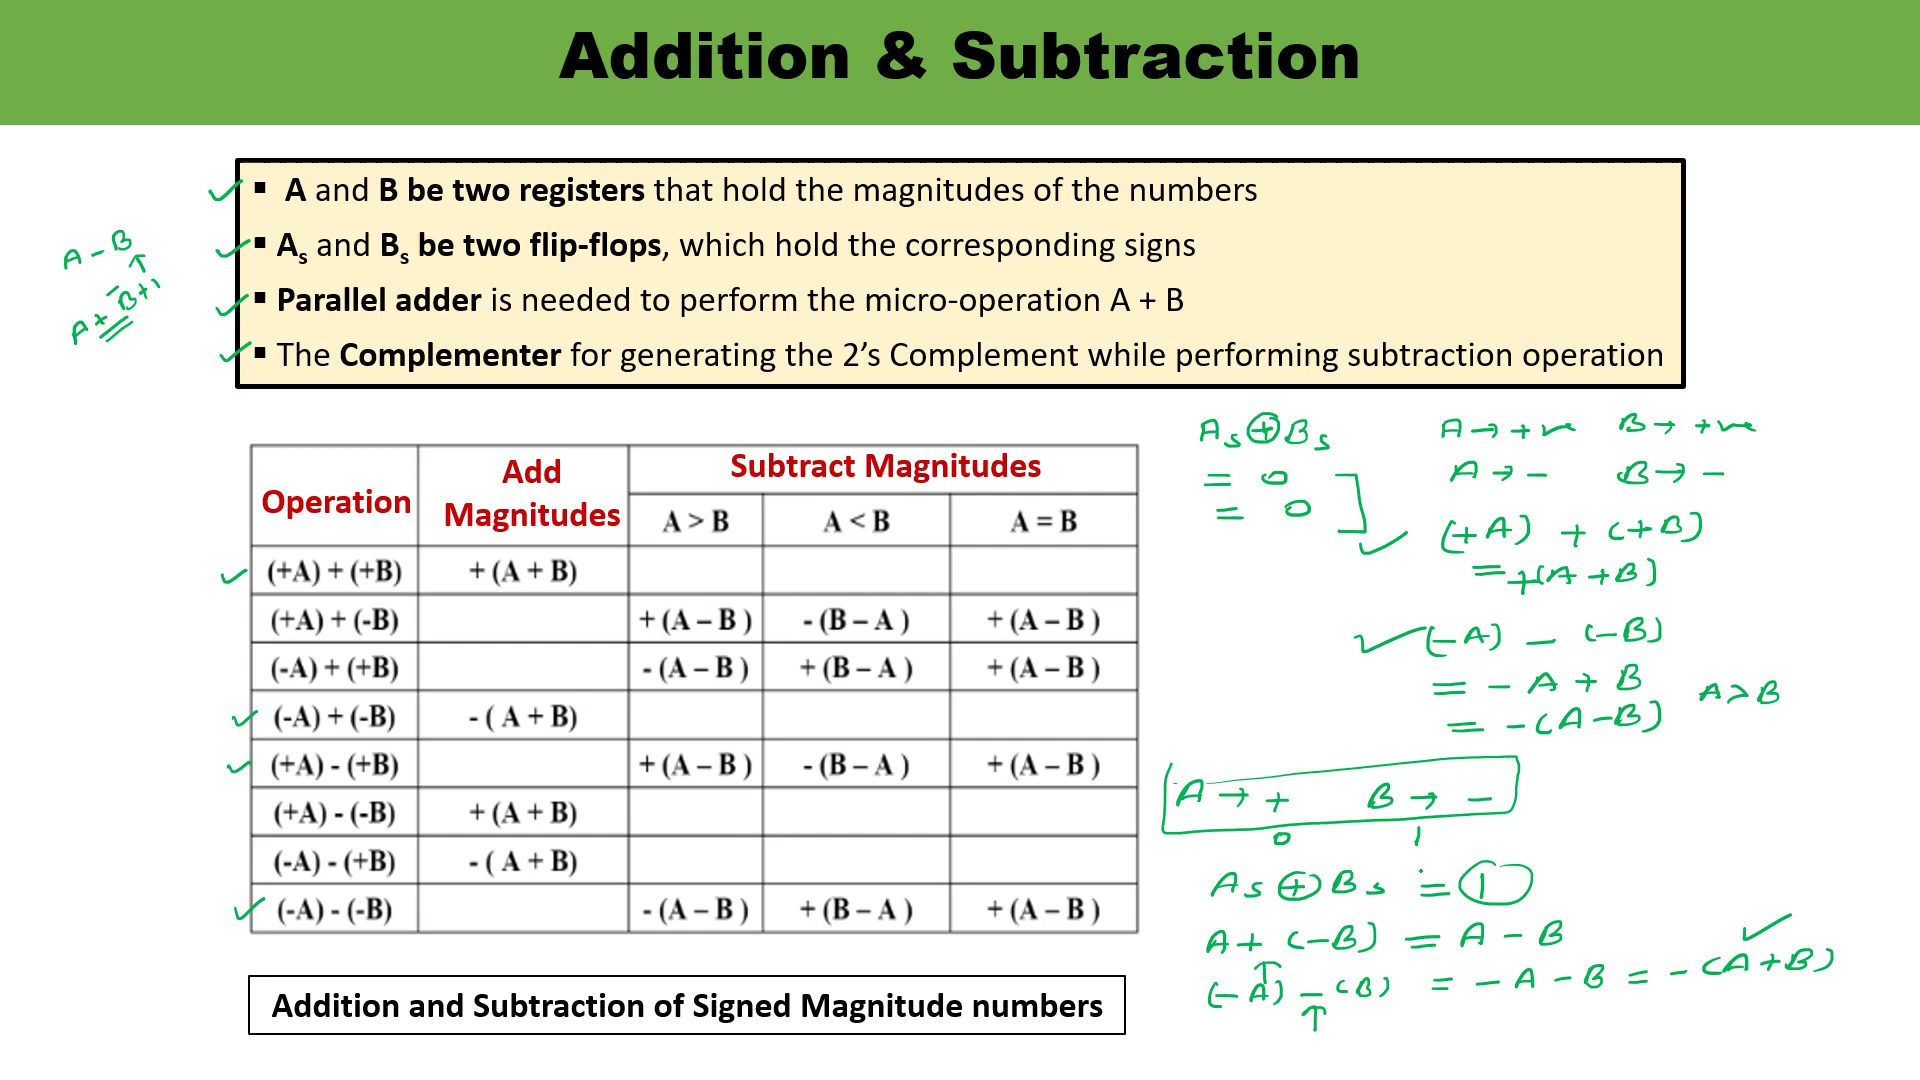 Addition & Subtraction
▪ A and B be two registers that hold the magnitudes of the numbers
▪ As and Bs be two flip-flops, which hold the corresponding signs
▪ Parallel adder is needed to perform the micro-operation A + B
▪ The Complementer for generating the 2's Complement while performing subtraction operation
A - B
↑
A + B̅ + 1
Operation Add Magnitudes Subtract Magnitudes
A > B A < B A = B
(+A) + (+B) + (A + B)
(+A) + (-B) + (A – B ) - (B – A ) + (A – B )
(-A) + (+B) - (A – B ) + (B – A ) + (A – B )
(-A) + (-B) - ( A + B)
(+A) - (+B) + (A – B ) - (B – A ) + (A – B )
(+A) - (-B) + (A + B)
(-A) - (+B) - ( A + B)
(-A) - (-B) - (A – B ) + (B – A ) + (A – B )
Addition and Subtraction of Signed Magnitude numbers
As ⊕ Bs
= 0
= 0
A → +ve B → +ve
A → - B → -
(+A) + (+B)
= +(A + B)
(-A) - (-B)
= - A + B
= - (A - B) A > B
A → + B → -
0 1
As ⊕ Bs = 1
A + (-B) = A - B
(-A) - (B) = - A - B = - (A + B)